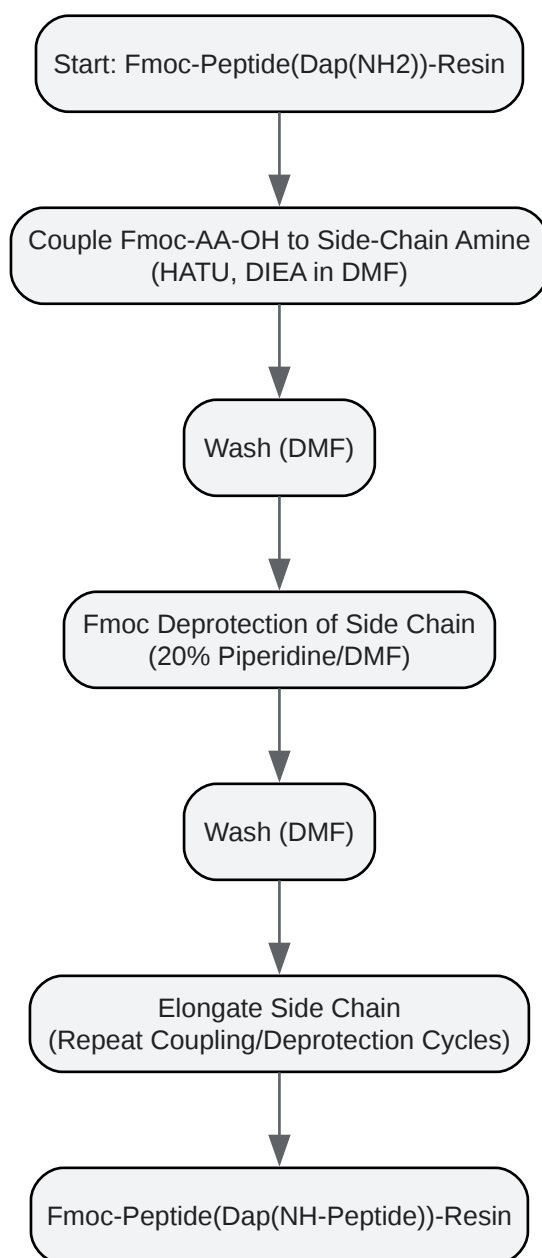 Start: Fmoc-Peptide(Dap(NH2))-Resin
Couple Fmoc-AA-OH to Side-Chain Amine
(HATU, DIEA in DMF)
Wash (DMF)
Fmoc Deprotection of Side Chain
(20% Piperidine/DMF)
Wash (DMF)
Elongate Side Chain
(Repeat Coupling/Deprotection Cycles)
Fmoc-Peptide(Dap(NH-Peptide))-Resin